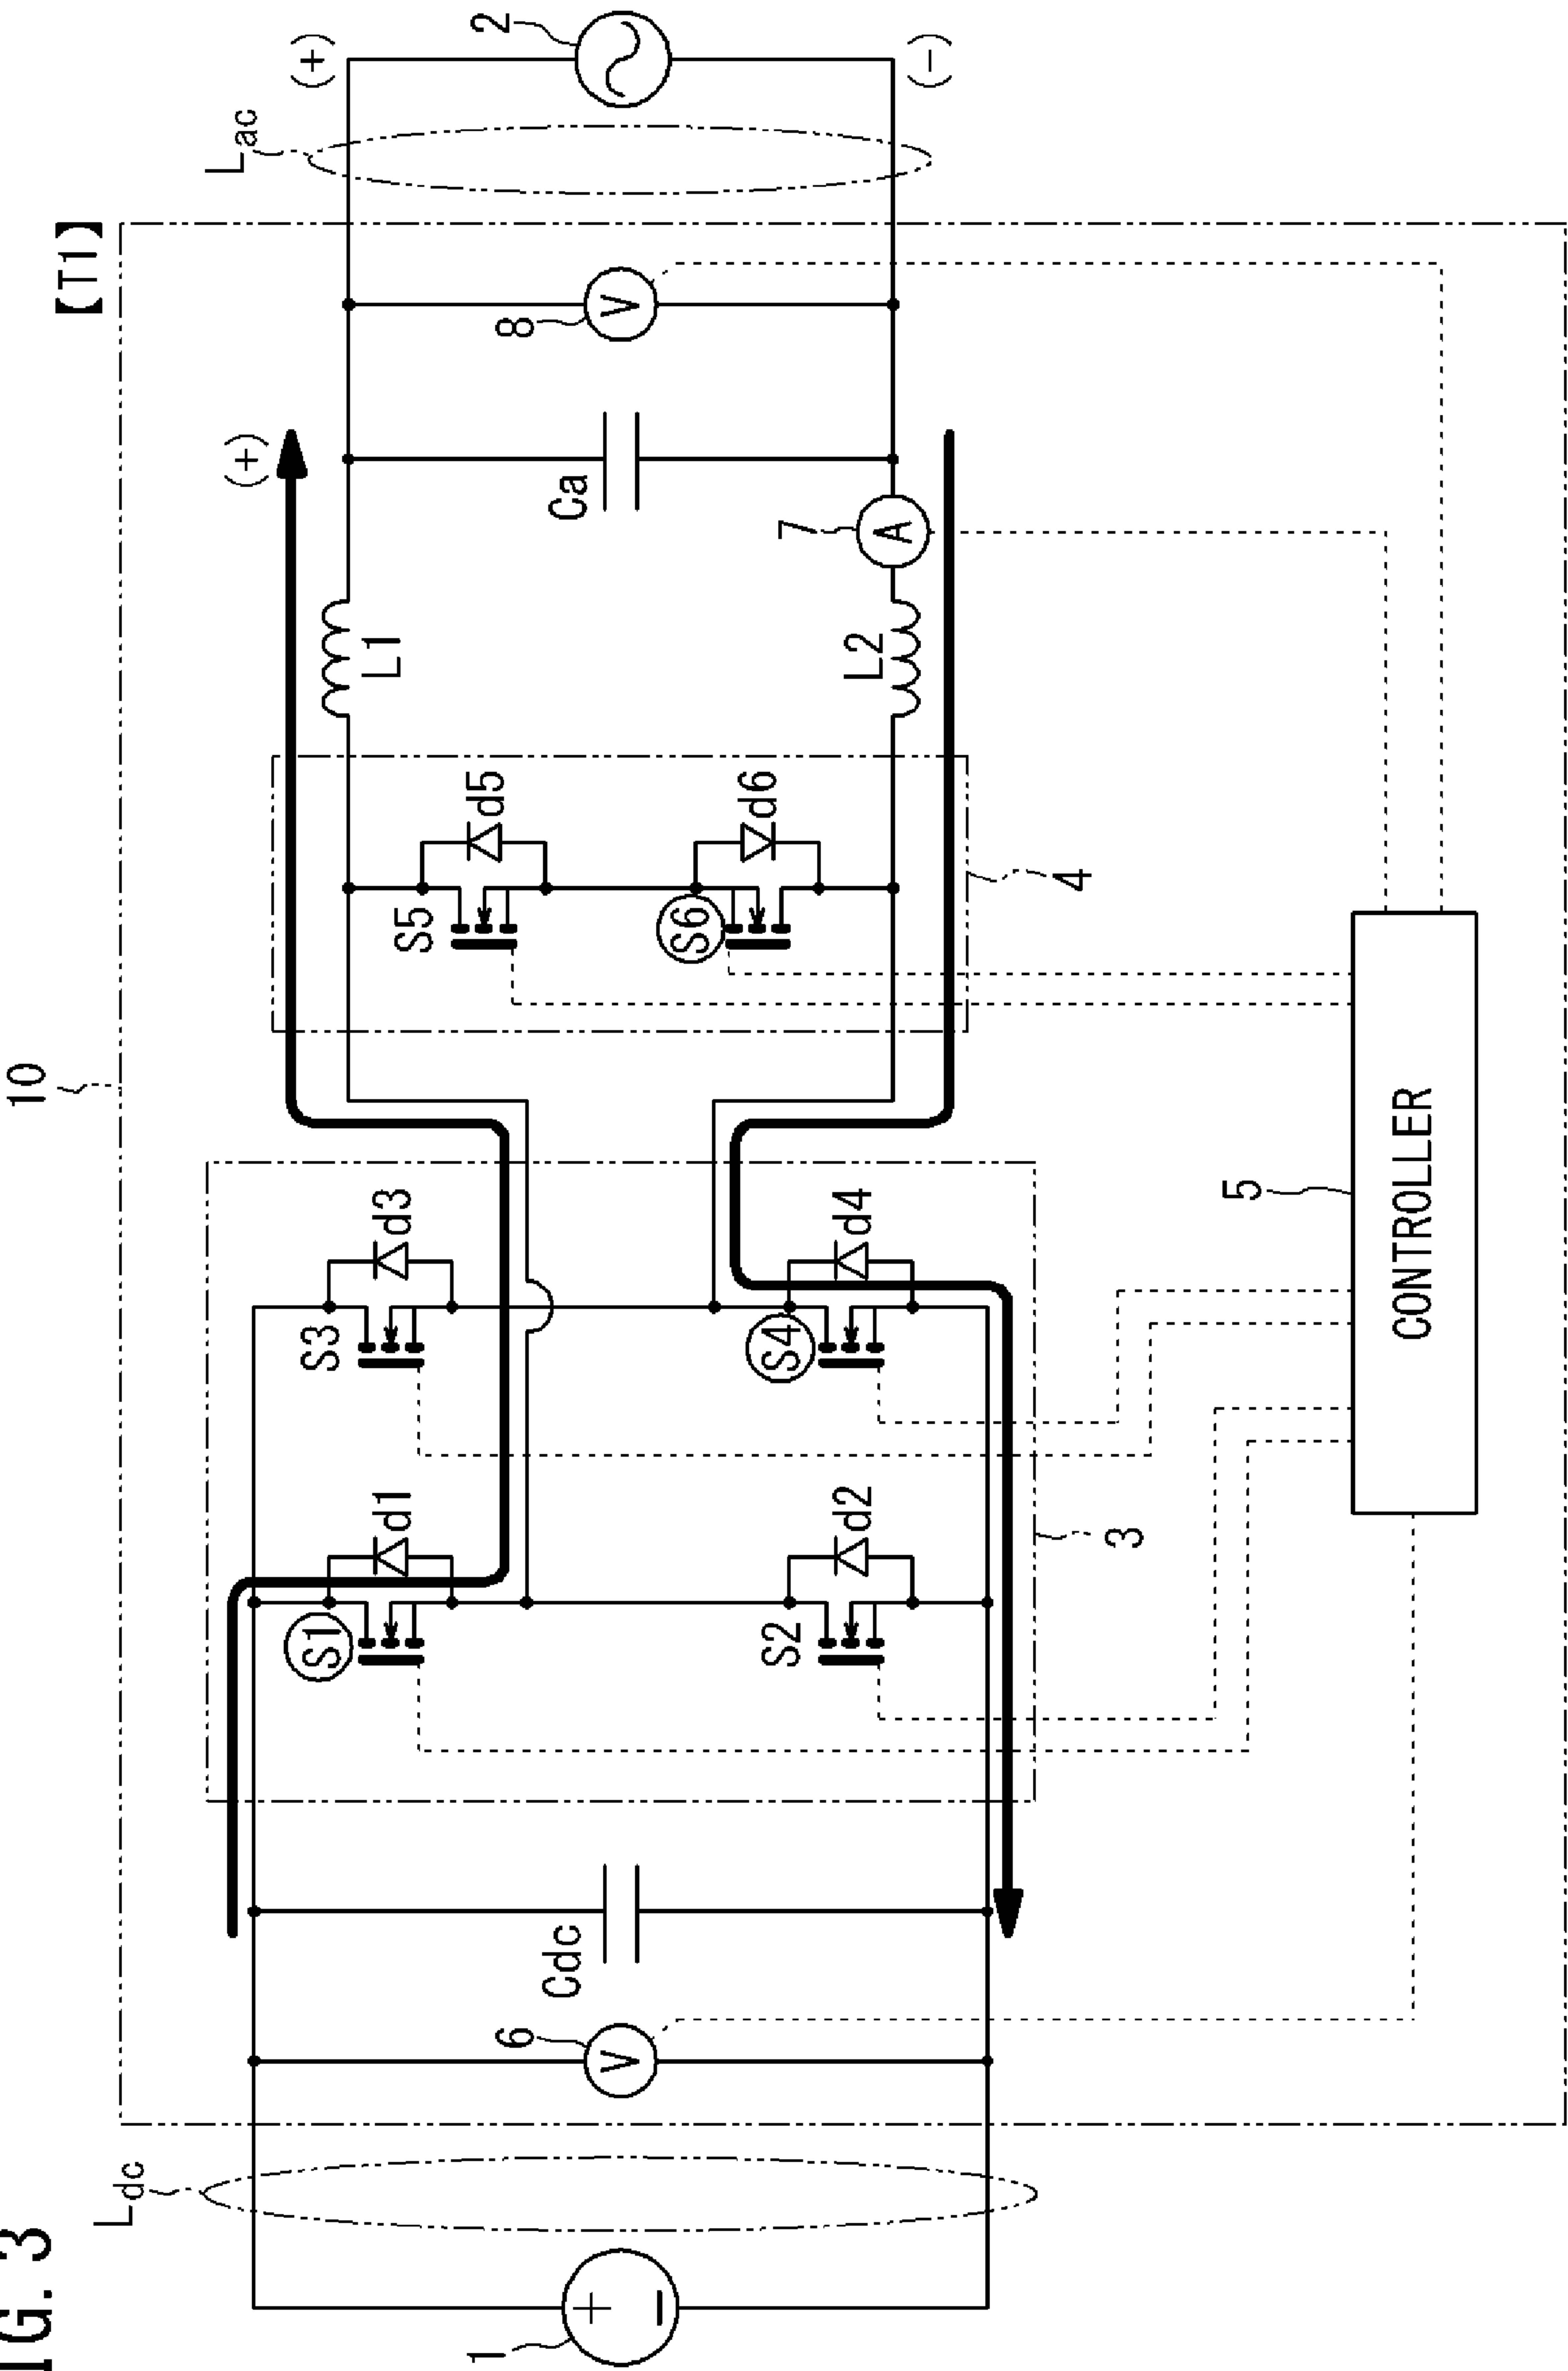 IG. 3
【T1】
10
Ldc
Lac
1
+
−
6
V
Cdc
S1
d1
S2
d2
S3
d3
S4
d4
3
S5
d5
S6
d6
4
L1
L2
7
A
Ca
8
V
(+)
(+)
(−)
2
5
CONTROLLER